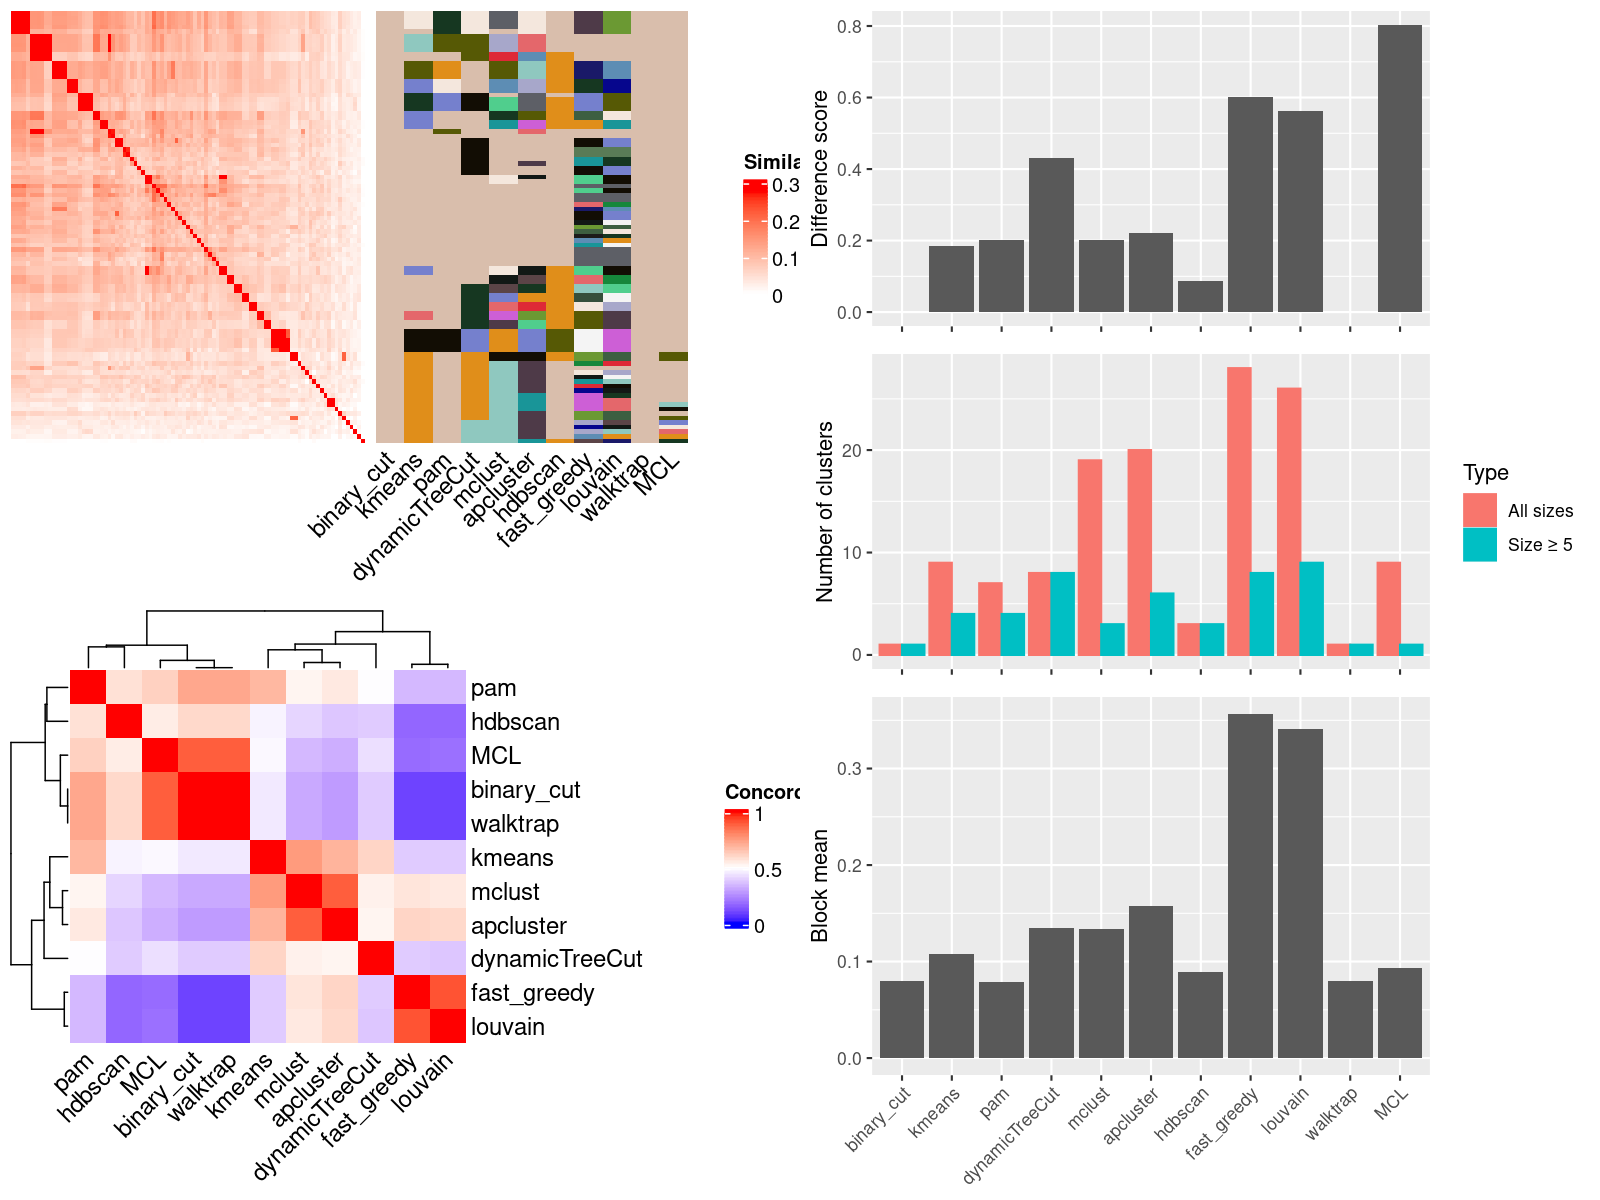 Simila
0.3
0.2
0.1
0
binary_cut
kmeans
pam
dynamicTreeCut
mclust
apcluster
hdbscan
fast_greedy
louvain
walktrap
MCL
pam
hdbscan
MCL
binary_cut
walktrap
kmeans
mclust
apcluster
dynamicTreeCut
fast_greedy
louvain
Concord
1
0.5
0
pam
hdbscan
MCL
binary_cut
walktrap
kmeans
mclust
apcluster
dynamicTreeCut
fast_greedy
louvain
Difference score
0.8
0.6
0.4
0.2
0.0
Number of clusters
20
10
0
Type
All sizes
Size ≥ 5
Block mean
0.3
0.2
0.1
0.0
binary_cut
kmeans
pam
dynamicTreeCut
mclust
apcluster
hdbscan
fast_greedy
louvain
walktrap
MCL